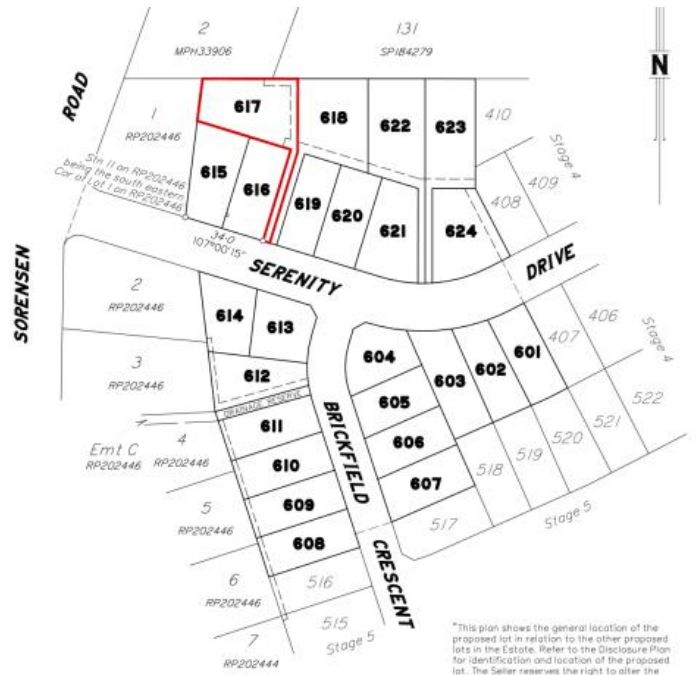 2
MPH33906
131
SP184279
N
ROAD
1
RP202446
617
618
622
623
410
Stage 4
409
408
Stn II on RP202446
being the south eastern
Cor of Lot I on RP202446
615
616
619
620
621
624
34·0
107°00'15"
SERENITY
DRIVE
SORENSEN
2
RP202446
614
613
604
603
602
601
407
406
Stage 4
3
RP202446
612
DRAINAGE RESERVE
605
606
607
611
610
609
608
BRICKFIELD
CRESCENT
522
521
520
519
518
517
Stage 5
Emt C
RP202446
4
RP202446
5
RP202446
6
RP202446
516
515
Stage 5
7
RP202444
"This plan shows the general location of the
proposed lot in relation to the other proposed
lots in the Estate. Refer to the Disclosure Plan
for identification and location of the proposed
lot. The Seller reserves the right to alter the